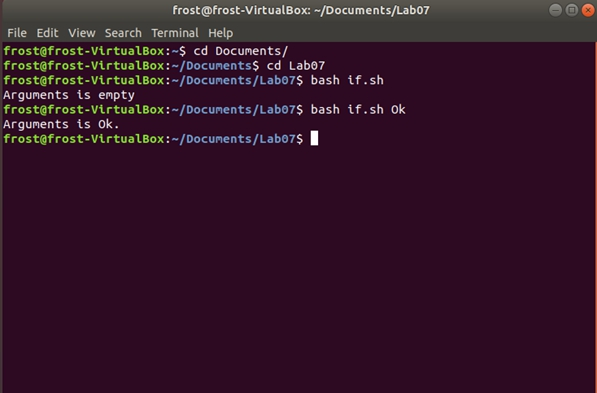 frost@frost-VirtualBox: ~/Documents/Lab07
File Edit View Search Terminal Help
frost@frost-VirtualBox:~$ cd Documents/
frost@frost-VirtualBox:~/Documents$ cd Lab07
frost@frost-VirtualBox:~/Documents/Lab07$ bash if.sh
Arguments is empty
frost@frost-VirtualBox:~/Documents/Lab07$ bash if.sh Ok
Arguments is Ok.
frost@frost-VirtualBox:~/Documents/Lab07$